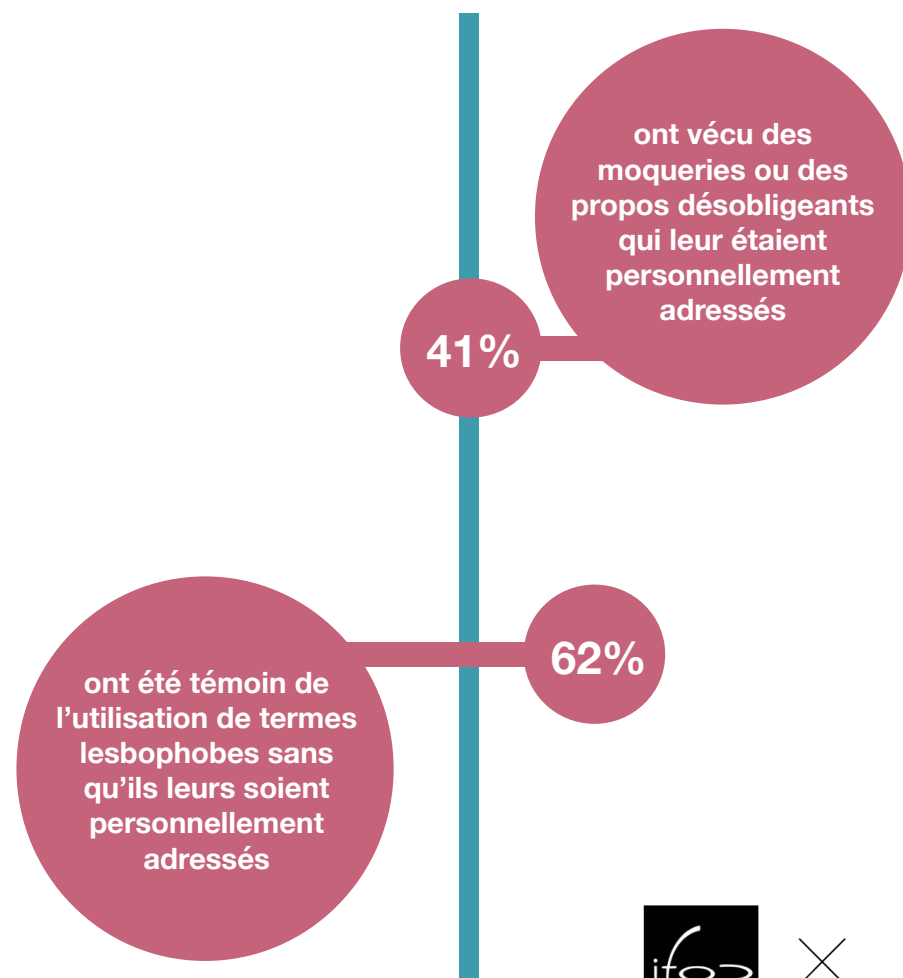 ont vécu des
moqueries ou des
propos désobligeants
qui leur étaient
personnellement
adressés
41%
62%
ont été témoin de
l’utilisation de termes
lesbophobes sans
qu’ils leurs soient
personnellement
adressés
ifop